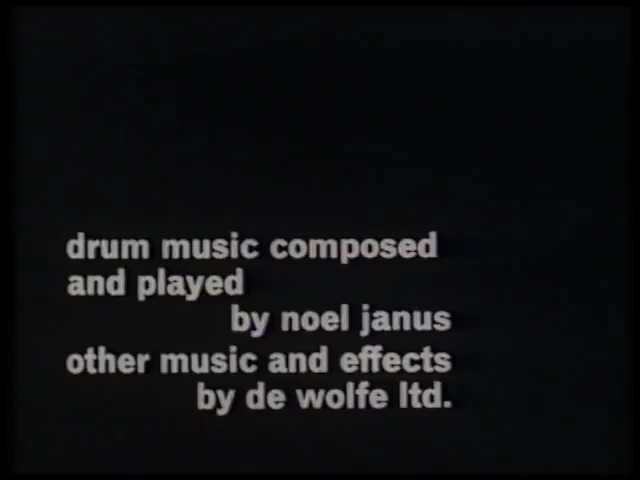 drum music composed
and played
by noel janus
other music and effects
by de wolfe ltd.